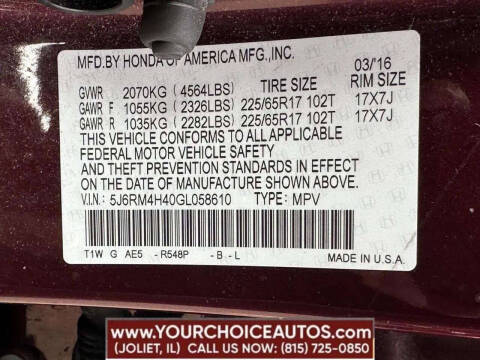 MFD.BY HONDA OF AMERICA MFG.,INC. 03/'16
GVWR 2070KG (4564LBS) TIRE SIZE RIM SIZE
GAWR F 1055KG (2326LBS) 225/65R17 102T 17X7J
GAWR R 1035KG (2282LBS) 225/65R17 102T 17X7J
THIS VEHICLE CONFORMS TO ALL APPLICABLE
FEDERAL MOTOR VEHICLE SAFETY
AND THEFT PREVENTION STANDARDS IN EFFECT
ON THE DATE OF MANUFACTURE SHOWN ABOVE.
V.I.N.: 5J6RM4H40GL058610 TYPE: MPV
T1W G AE5 - R548P - B - L MADE IN U.S.A.
WWW.YOURCHOICEAUTOS.COM
(JOLIET, IL) CALL US NOW: (815) 725-0850